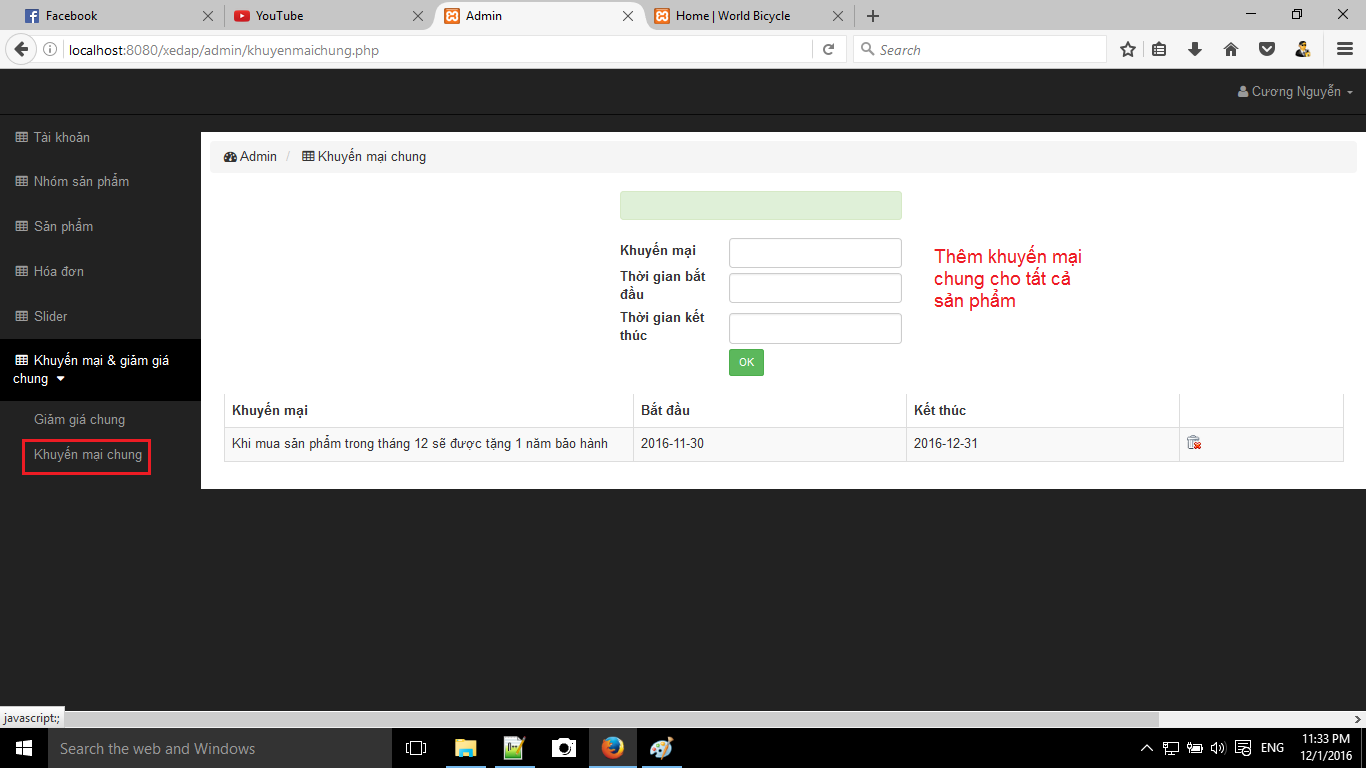 Facebook
YouTube
Admin
Home | World Bicycle
localhost:8080/xedap/admin/khuyenmaichung.php
Search
Cương Nguyễn
Tài khoản
Nhóm sản phẩm
Sản phẩm
Hóa đơn
Slider
Khuyến mại & giảm giá
chung
Giảm giá chung
Khuyến mại chung
Admin / Khuyến mại chung
Khuyến mại
Thời gian bắt
đầu
Thời gian kết
thúc
OK
Thêm khuyến mại
chung cho tất cả
sản phẩm
Khuyến mại Bắt đầu Kết thúc
Khi mua sản phẩm trong tháng 12 sẽ được tặng 1 năm bảo hành 2016-11-30 2016-12-31
javascript:;
Search the web and Windows
ENG
11:33 PM
12/1/2016